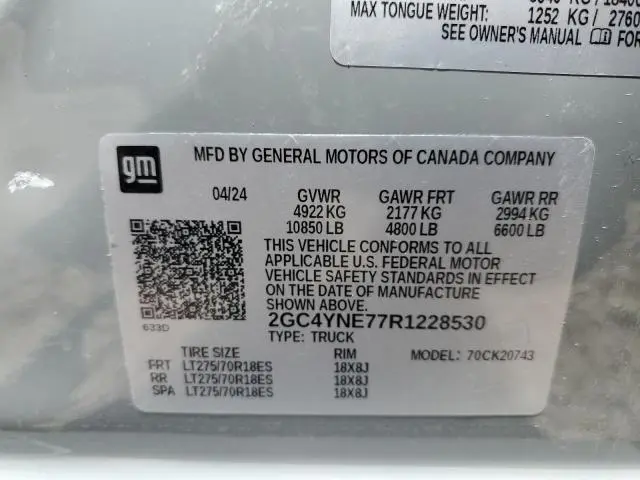 MAX TONGUE WEIGHT: 1252 KG / 2760
SEE OWNER'S MANUAL FOR
gm
MFD BY GENERAL MOTORS OF CANADA COMPANY
04/24 GVWR GAWR FRT GAWR RR
4922 KG 2177 KG 2994 KG
10850 LB 4800 LB 6600 LB
THIS VEHICLE CONFORMS TO ALL
APPLICABLE U.S. FEDERAL MOTOR
VEHICLE SAFETY STANDARDS IN EFFECT
ON THE DATE OF MANUFACTURE
SHOWN ABOVE.
633D
2GC4YNE77R1228530
TYPE: TRUCK
TIRE SIZE RIM MODEL: 70CK20743
FRT LT275/70R18ES 18X8J
RR LT275/70R18ES 18X8J
SPA LT275/70R18ES 18X8J